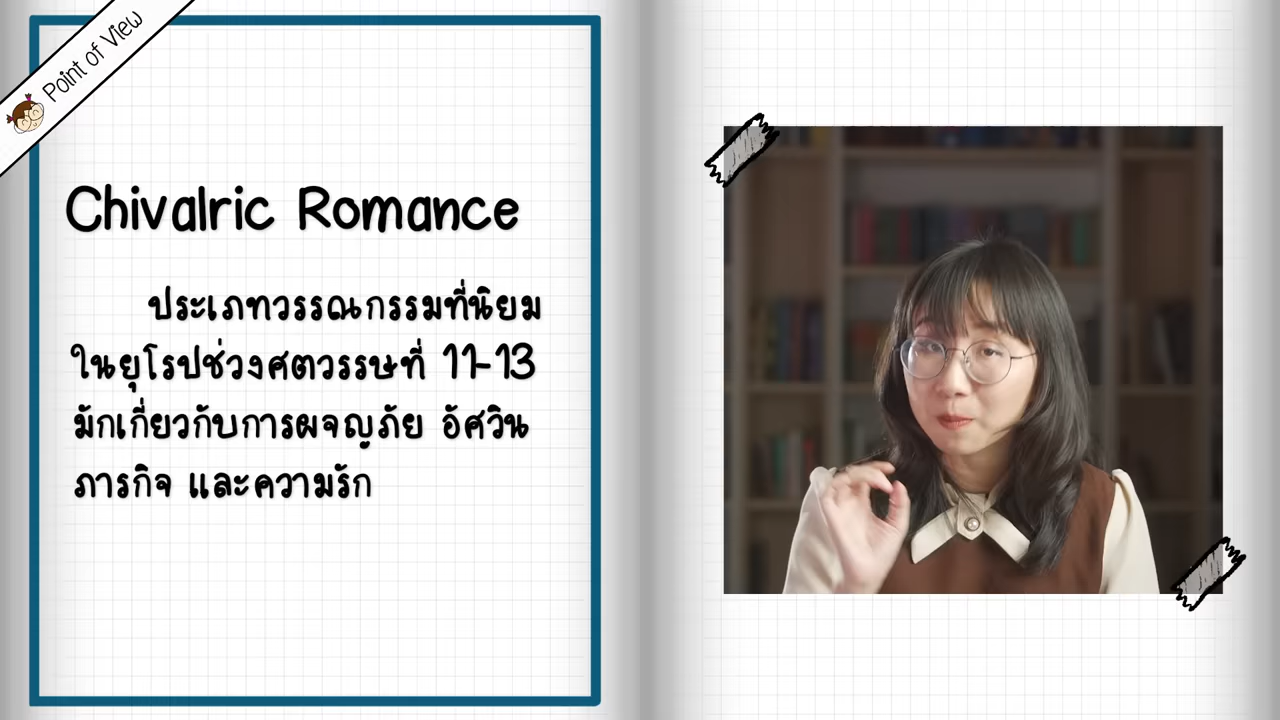 Point of View
Chivalric Romance
ประเภทวรรณกรรมที่นิยม
ในยุโรปช่วงศตวรรษที่ 11-13
มักเกี่ยวกับการผจญภัย อัศวิน
ภารกิจ และความรัก